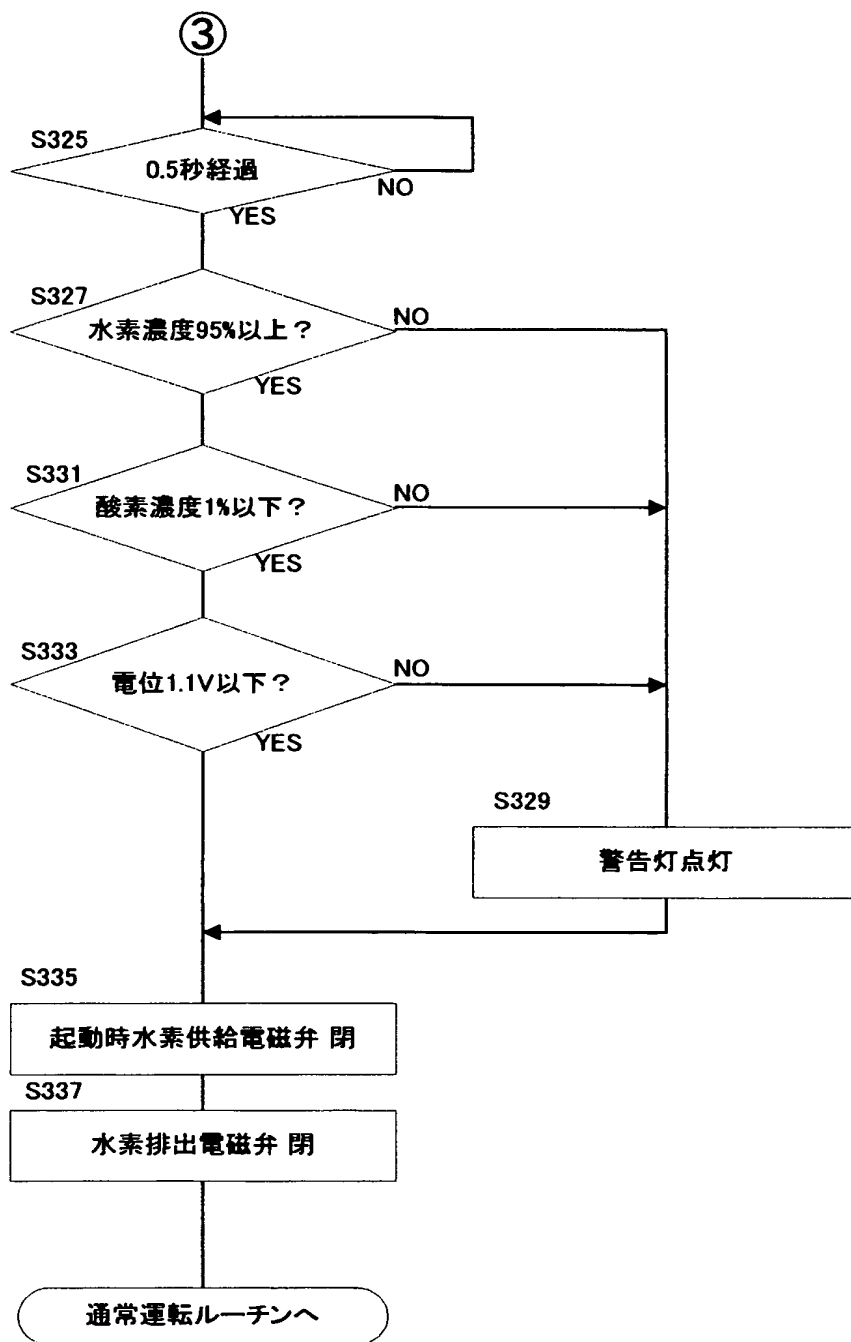 ③
S325
0.5秒経過
NO
YES
S327
水素濃度95%以上？
NO
YES
S331
酸素濃度1%以下？
NO
YES
S333
電位1.1V以下？
NO
YES
S329
警告灯点灯
S335
起動時水素供給電磁弁 閉
S337
水素排出電磁弁 閉
通常運転ルーチンへ